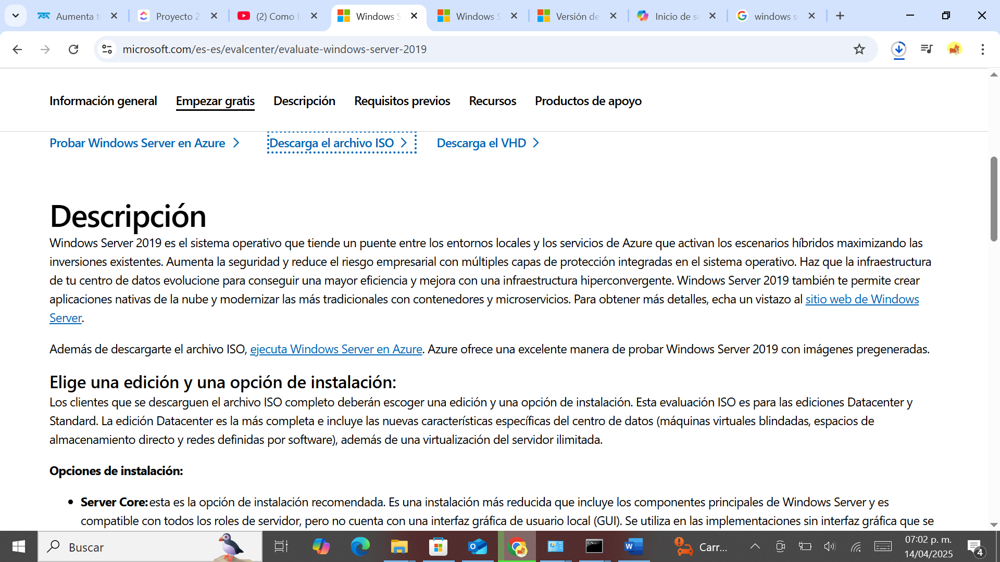 Aumenta t
Proyecto 2
(2) Como I
Windows S
Windows S
Versión de
Inicio de se
windows se
microsoft.com/es-es/evalcenter/evaluate-windows-server-2019
Información general
Empezar gratis
Descripción
Requisitos previos
Recursos
Productos de apoyo
Probar Windows Server en Azure
Descarga el archivo ISO
Descarga el VHD
Descripción
Windows Server 2019 es el sistema operativo que tiende un puente entre los entornos locales y los servicios de Azure que activan los escenarios híbridos maximizando las
inversiones existentes. Aumenta la seguridad y reduce el riesgo empresarial con múltiples capas de protección integradas en el sistema operativo. Haz que la infraestructura
de tu centro de datos evolucione para conseguir una mayor eficiencia y mejora con una infraestructura hiperconvergente. Windows Server 2019 también te permite crear
aplicaciones nativas de la nube y modernizar las más tradicionales con contenedores y microservicios. Para obtener más detalles, echa un vistazo al sitio web de Windows
Server.
Además de descargarte el archivo ISO, ejecuta Windows Server en Azure. Azure ofrece una excelente manera de probar Windows Server 2019 con imágenes pregeneradas.
Elige una edición y una opción de instalación:
Los clientes que se descarguen el archivo ISO completo deberán escoger una edición y una opción de instalación. Esta evaluación ISO es para las ediciones Datacenter y
Standard. La edición Datacenter es la más completa e incluye las nuevas características específicas del centro de datos (máquinas virtuales blindadas, espacios de
almacenamiento directo y redes definidas por software), además de una virtualización del servidor ilimitada.
Opciones de instalación:
• Server Core: esta es la opción de instalación recomendada. Es una instalación más reducida que incluye los componentes principales de Windows Server y es
compatible con todos los roles de servidor, pero no cuenta con una interfaz gráfica de usuario local (GUI). Se utiliza en las implementaciones sin interfaz gráfica que se
Buscar
Carr...
07:02 p. m.
14/04/2025
4